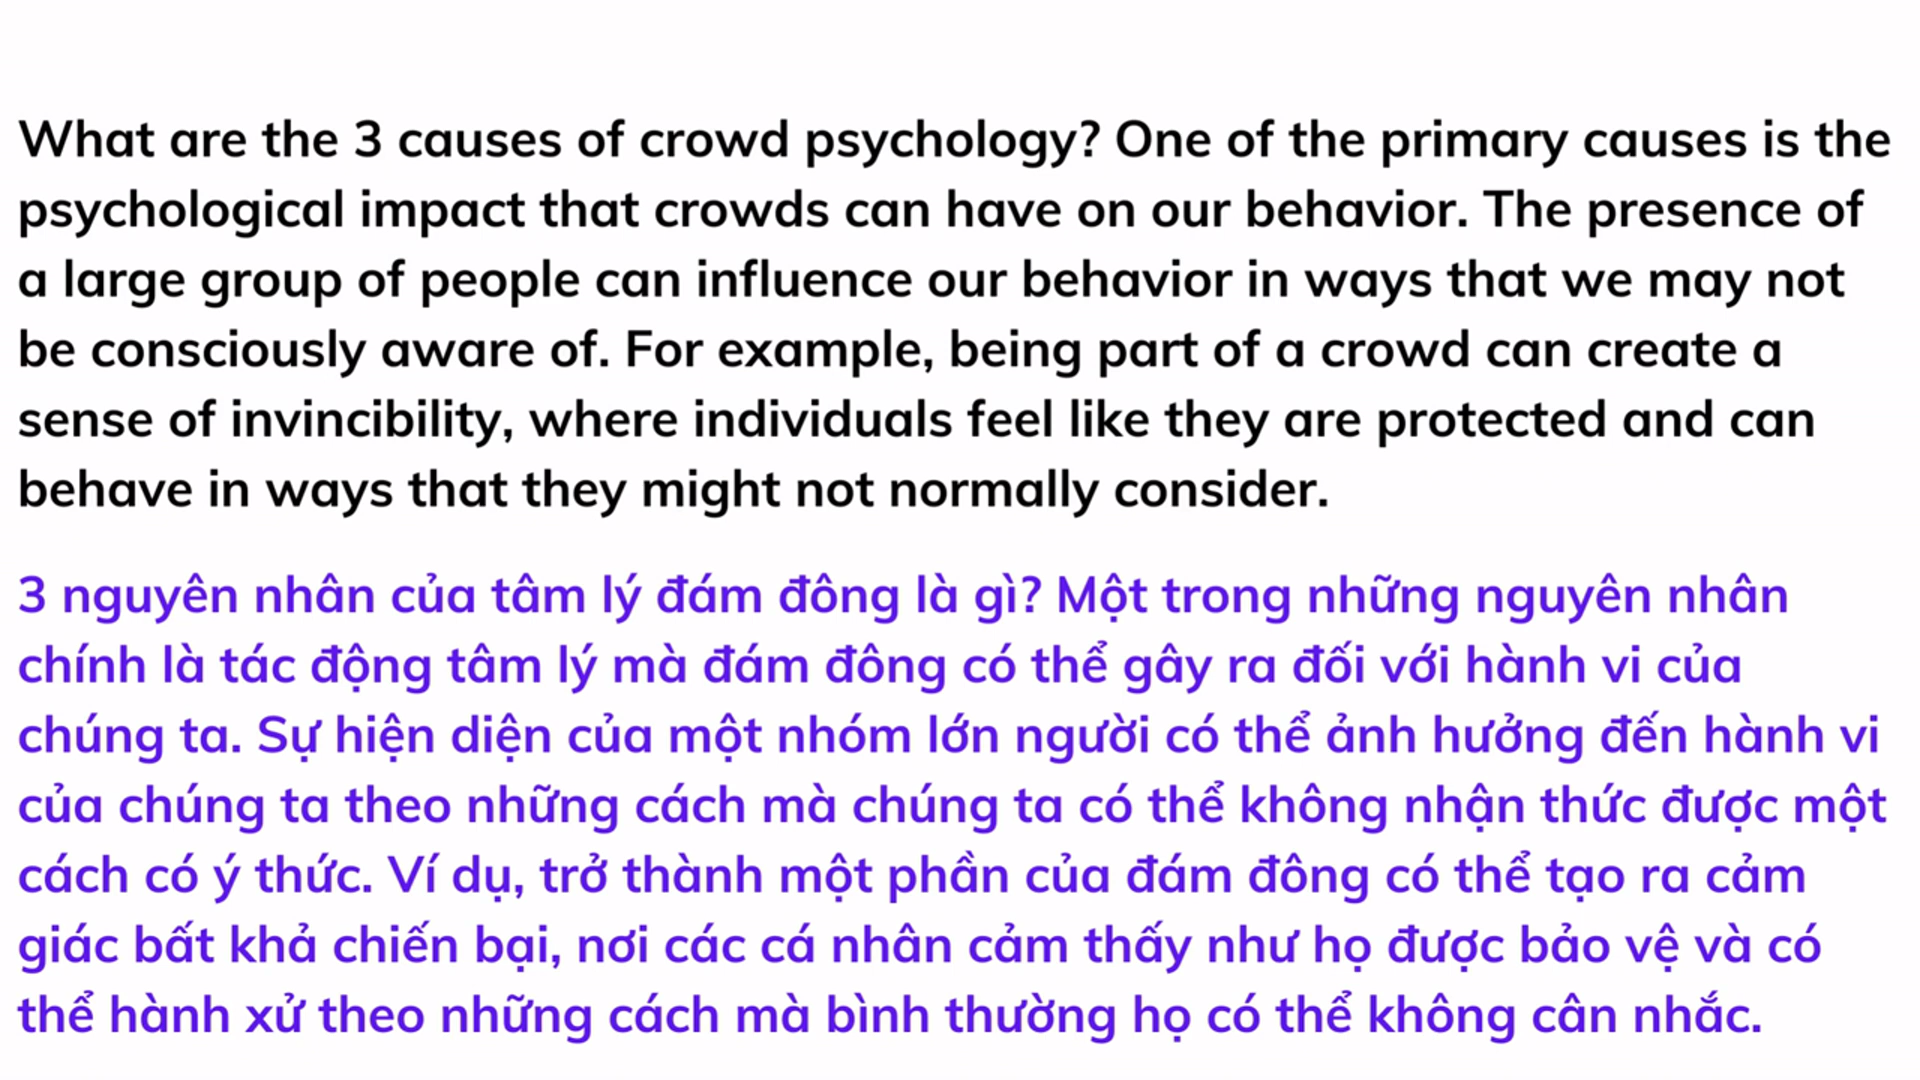 What are the 3 causes of crowd psychology? One of the primary causes is the
psychological impact that crowds can have on our behavior. The presence of
a large group of people can influence our behavior in ways that we may not
be consciously aware of. For example, being part of a crowd can create a
sense of invincibility, where individuals feel like they are protected and can
behave in ways that they might not normally consider.
3 nguyên nhân của tâm lý đám đông là gì? Một trong những nguyên nhân
chính là tác động tâm lý mà đám đông có thể gây ra đối với hành vi của
chúng ta. Sự hiện diện của một nhóm lớn người có thể ảnh hưởng đến hành vi
của chúng ta theo những cách mà chúng ta có thể không nhận thức được một
cách có ý thức. Ví dụ, trở thành một phần của đám đông có thể tạo ra cảm
giác bất khả chiến bại, nơi các cá nhân cảm thấy như họ được bảo vệ và có
thể hành xử theo những cách mà bình thường họ có thể không cân nhắc.